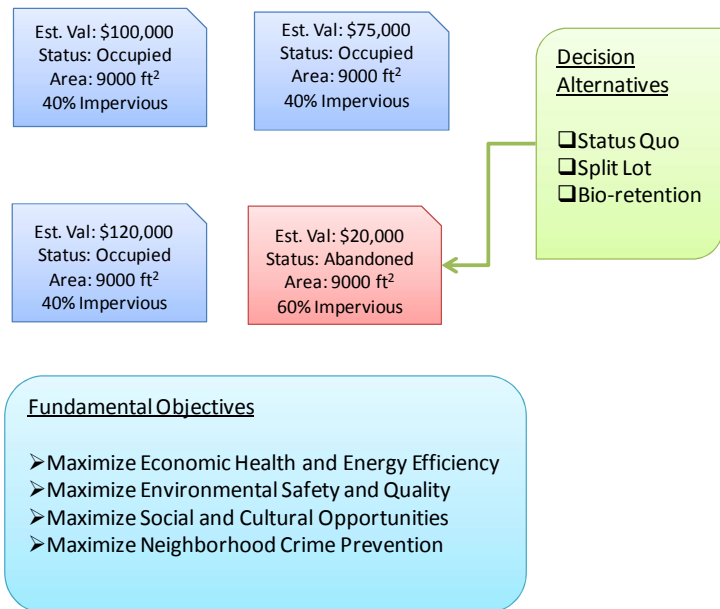 Est. Val: $100,000
Status: Occupied
Area: 9000 ft²
40% Impervious
Est. Val: $75,000
Status: Occupied
Area: 9000 ft²
40% Impervious
Decision
Alternatives
❑Status Quo
❑Split Lot
❑Bio-retention
Est. Val: $120,000
Status: Occupied
Area: 9000 ft²
40% Impervious
Est. Val: $20,000
Status: Abandoned
Area: 9000 ft²
60% Impervious
Fundamental Objectives
➢Maximize Economic Health and Energy Efficiency
➢Maximize Environmental Safety and Quality
➢Maximize Social and Cultural Opportunities
➢Maximize Neighborhood Crime Prevention